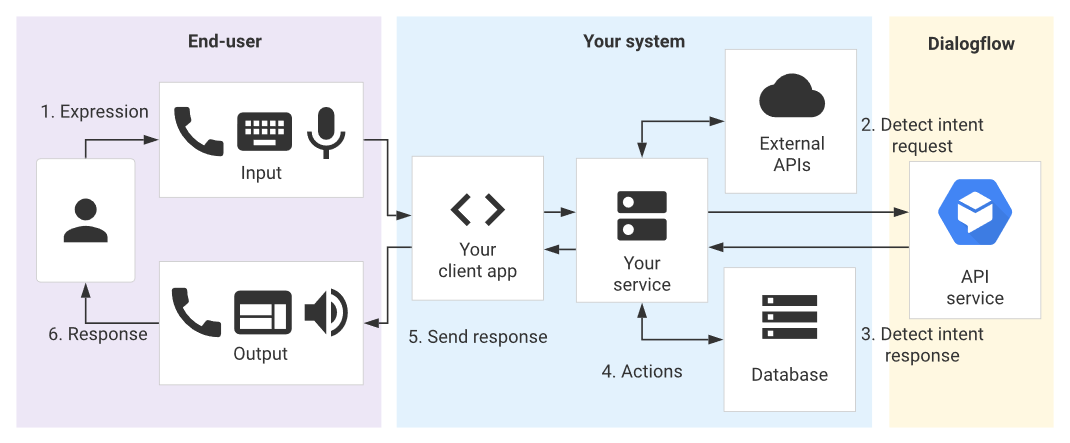 End-user
Your system
Dialogflow
1. Expression
Input
External
APIs
2. Detect intent
request
Your
client app
Your
service
API
service
6. Response
Output
5. Send response
4. Actions
Database
3. Detect intent
response